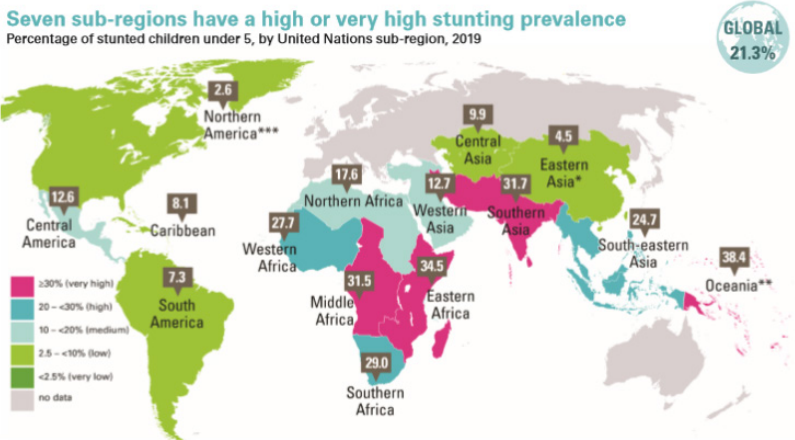 Seven sub-regions have a high or very high stunting prevalence
Percentage of stunted children under 5, by United Nations sub-region, 2019
GLOBAL
21.3%
2.6
Northern
America***
9.9
Central
Asia
4.5
Eastern
Asia*
12.6
Central
America
8.1
Caribbean
17.6
Northern Africa
12.7
Western
Asia
31.7
Southern
Asia
27.7
Western
Africa
24.7
South-eastern
Asia
38.4
Oceania**
7.3
South
America
31.5
Middle
Africa
34.5
Eastern
Africa
29.0
Southern
Africa
≥30% (very high)
20 – <30% (high)
10 – <20% (medium)
2.5 – <10% (low)
<2.5% (very low)
no data